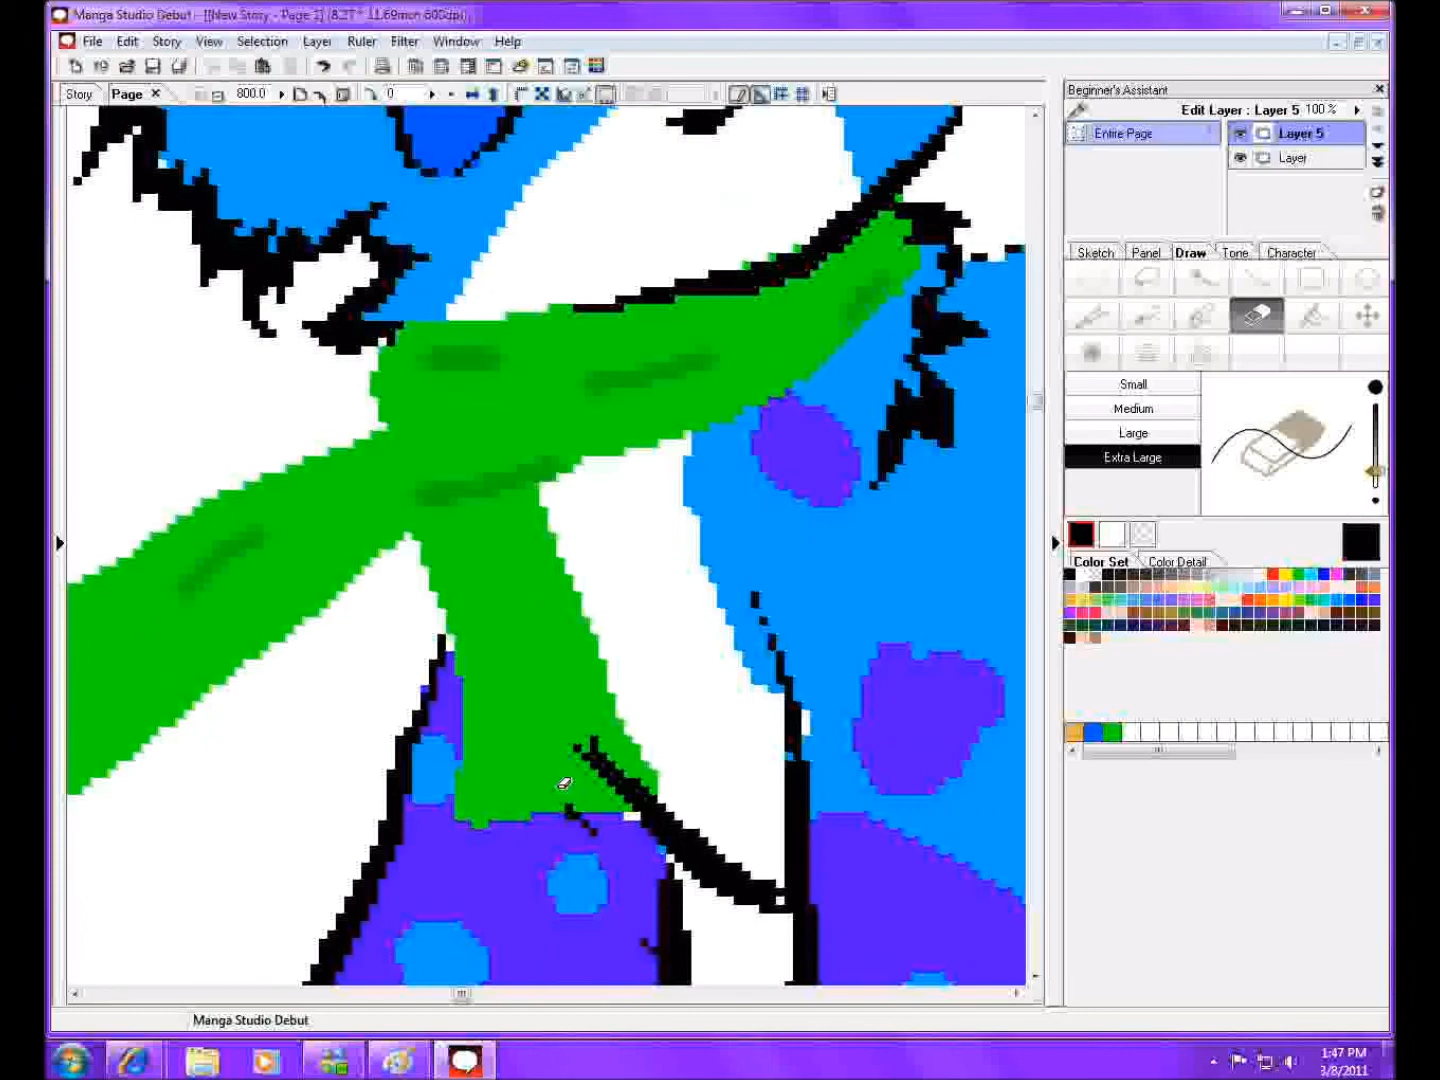 Manga Studio Debut - [[New Story - Page 1] (8.27" * 11.69inch 600dpi)]
File Edit Story View Selection Layer Ruler Filter Window Help
Story Page 800.0 0
Beginner's Assistant
Edit Layer : Layer 5 100 %
Entire Page
Layer 5
Layer
Sketch Panel Draw Tone Character
Small
Medium
Large
Extra Large
Color Set Color Detail
Manga Studio Debut
1:47 PM
3/8/2011